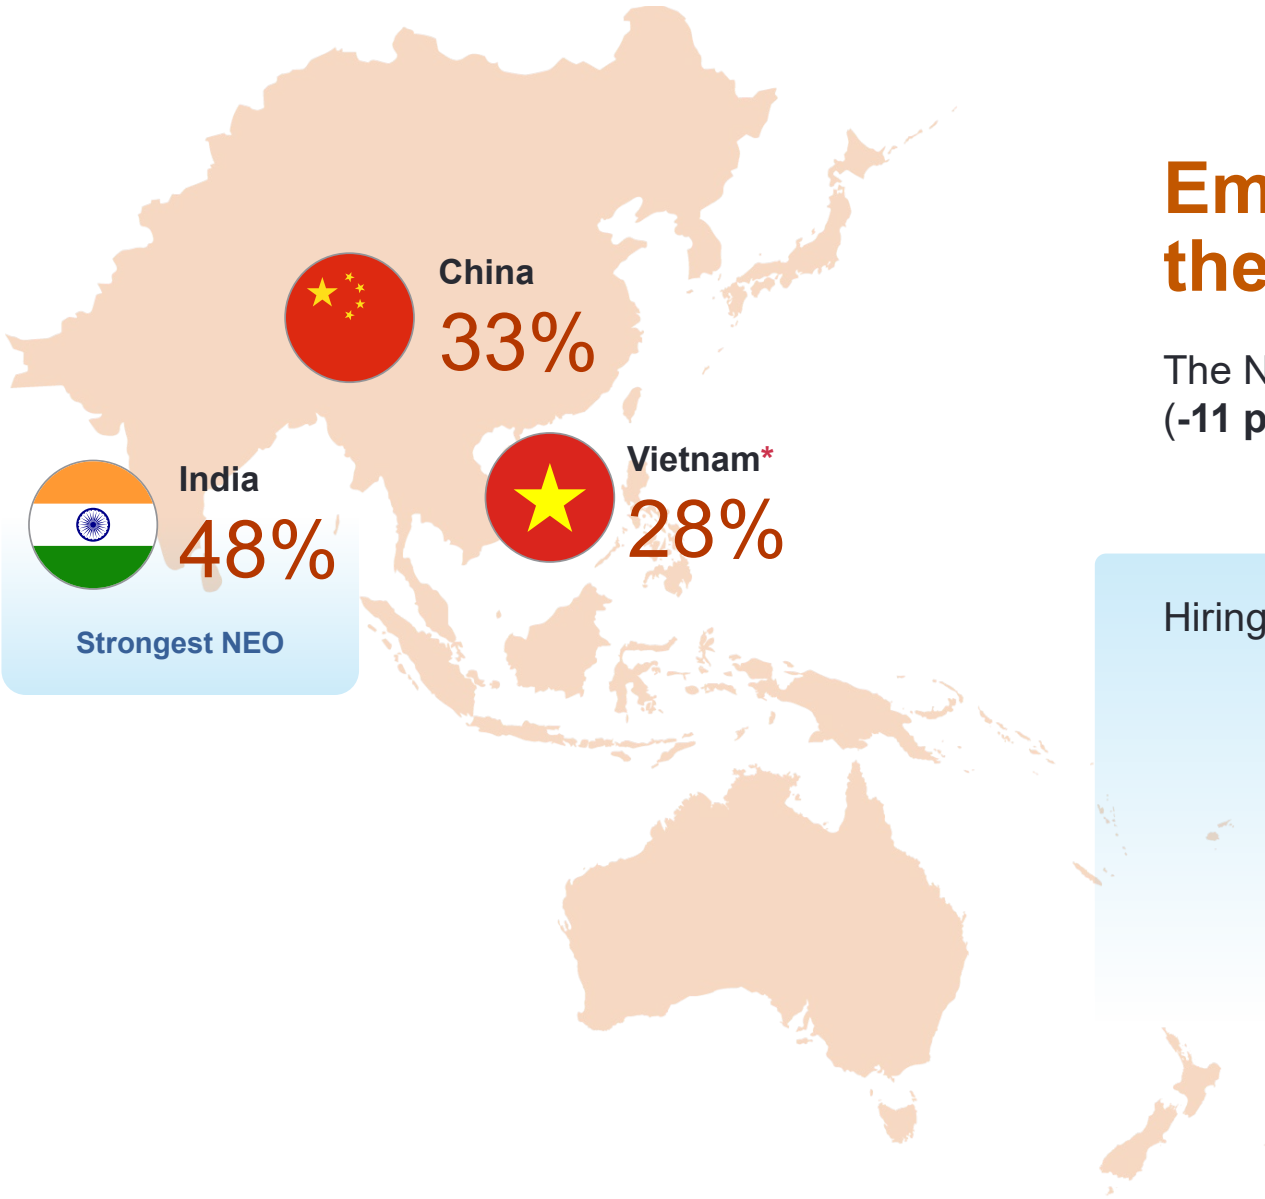 China
33%
Vietnam*
28%
India
48%
Strongest NEO
Em
the
The N
(-11 p
Hiring